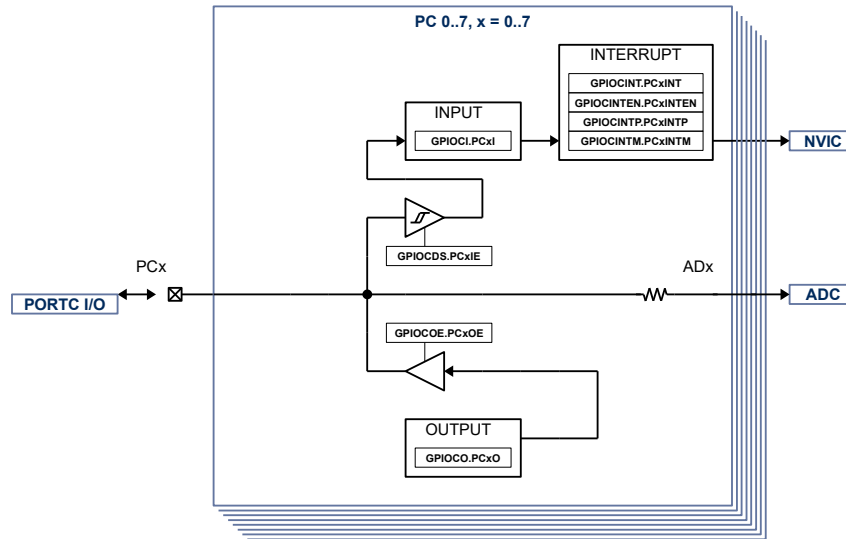 PC 0..7, x = 0..7
INTERRUPT
GPIOCINT.PCxINT
GPIOCINTEN.PCxINTEN
GPIOCINTP.PCxINTP
GPIOCINTM.PCxINTM
INPUT
GPIOCI.PCxI
NVIC
GPIOCDS.PCxIE
PCx
ADx
PORTC I/O
ADC
GPIOCOE.PCxOE
OUTPUT
GPIOCO.PCxO